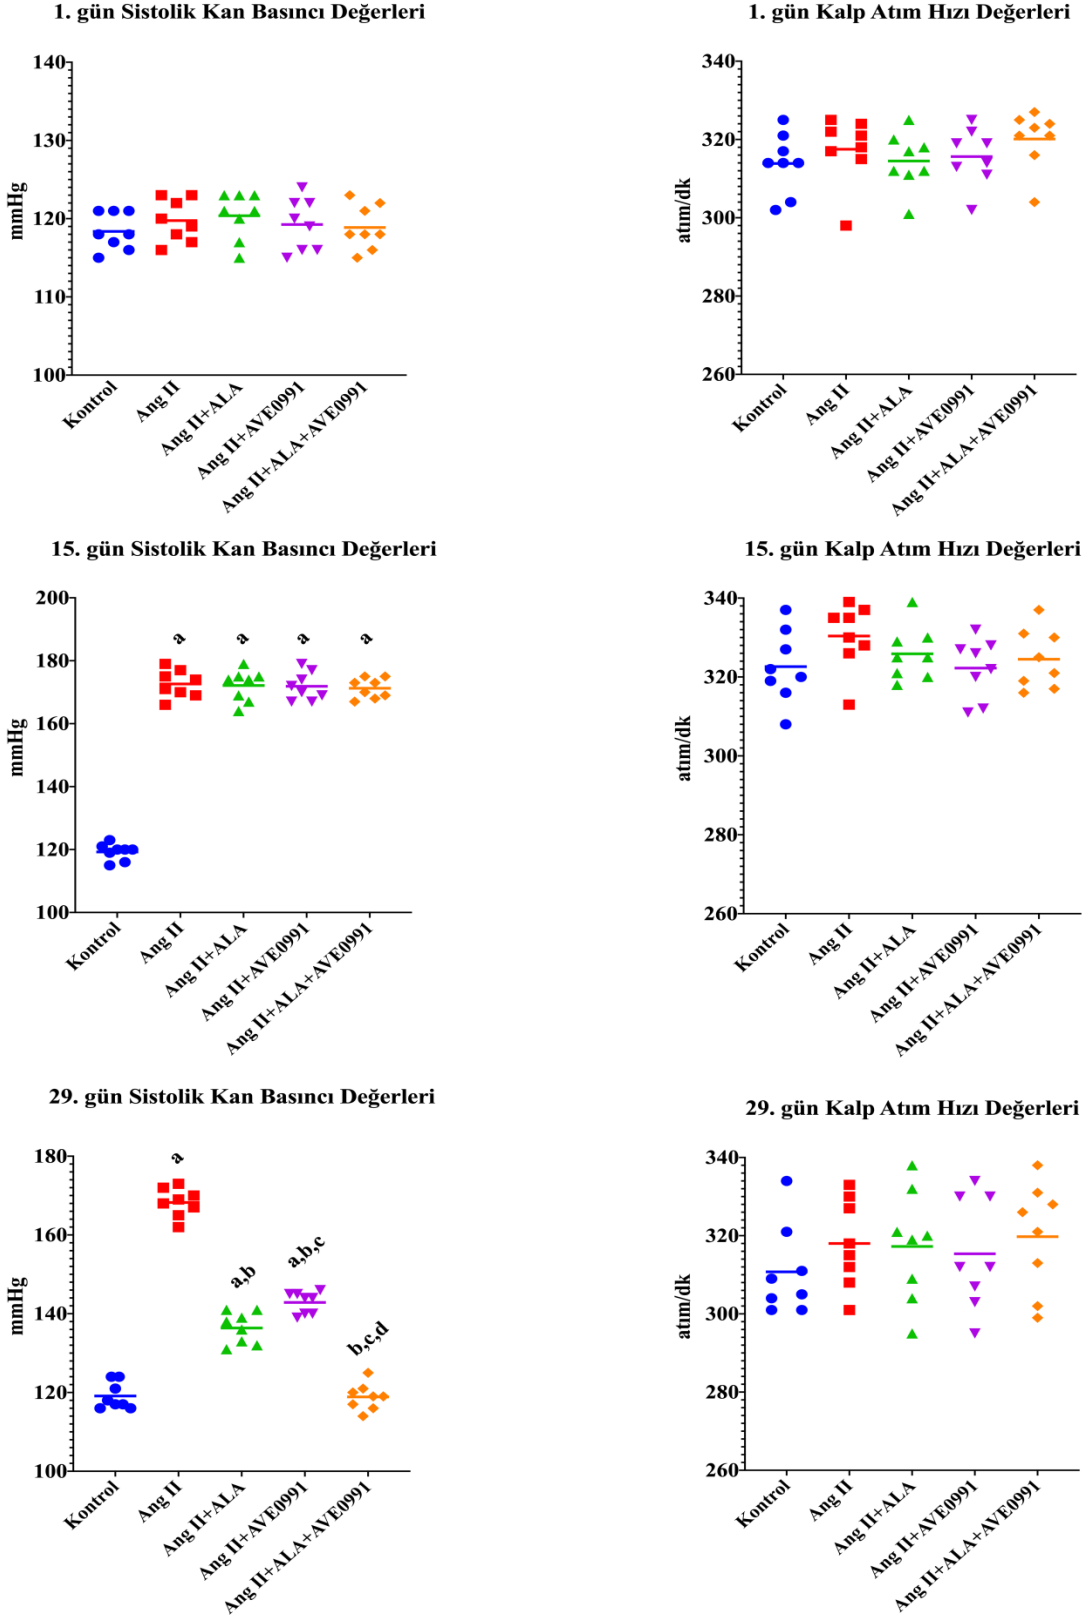 1. gün Sistolik Kan Basıncı Değerleri
140
130
120
110
100
mmHg
Kontrol
Ang II
Ang II+ALA
Ang II+AVE0991
Ang II+ALA+AVE0991
1. gün Kalp Atım Hızı Değerleri
340
320
300
280
260
atım/dk
Kontrol
Ang II
Ang II+ALA
Ang II+AVE0991
Ang II+ALA+AVE0991
15. gün Sistolik Kan Basıncı Değerleri
200
180
160
140
120
100
mmHg
a
a
a
a
Kontrol
Ang II
Ang II+ALA
Ang II+AVE0991
Ang II+ALA+AVE0991
15. gün Kalp Atım Hızı Değerleri
340
320
300
280
260
atım/dk
Kontrol
Ang II
Ang II+ALA
Ang II+AVE0991
Ang II+ALA+AVE0991
29. gün Sistolik Kan Basıncı Değerleri
180
160
140
120
100
mmHg
a
a,b
a,b,c
b,c,d
Kontrol
Ang II
Ang II+ALA
Ang II+AVE0991
Ang II+ALA+AVE0991
29. gün Kalp Atım Hızı Değerleri
340
320
300
280
260
atım/dk
Kontrol
Ang II
Ang II+ALA
Ang II+AVE0991
Ang II+ALA+AVE0991